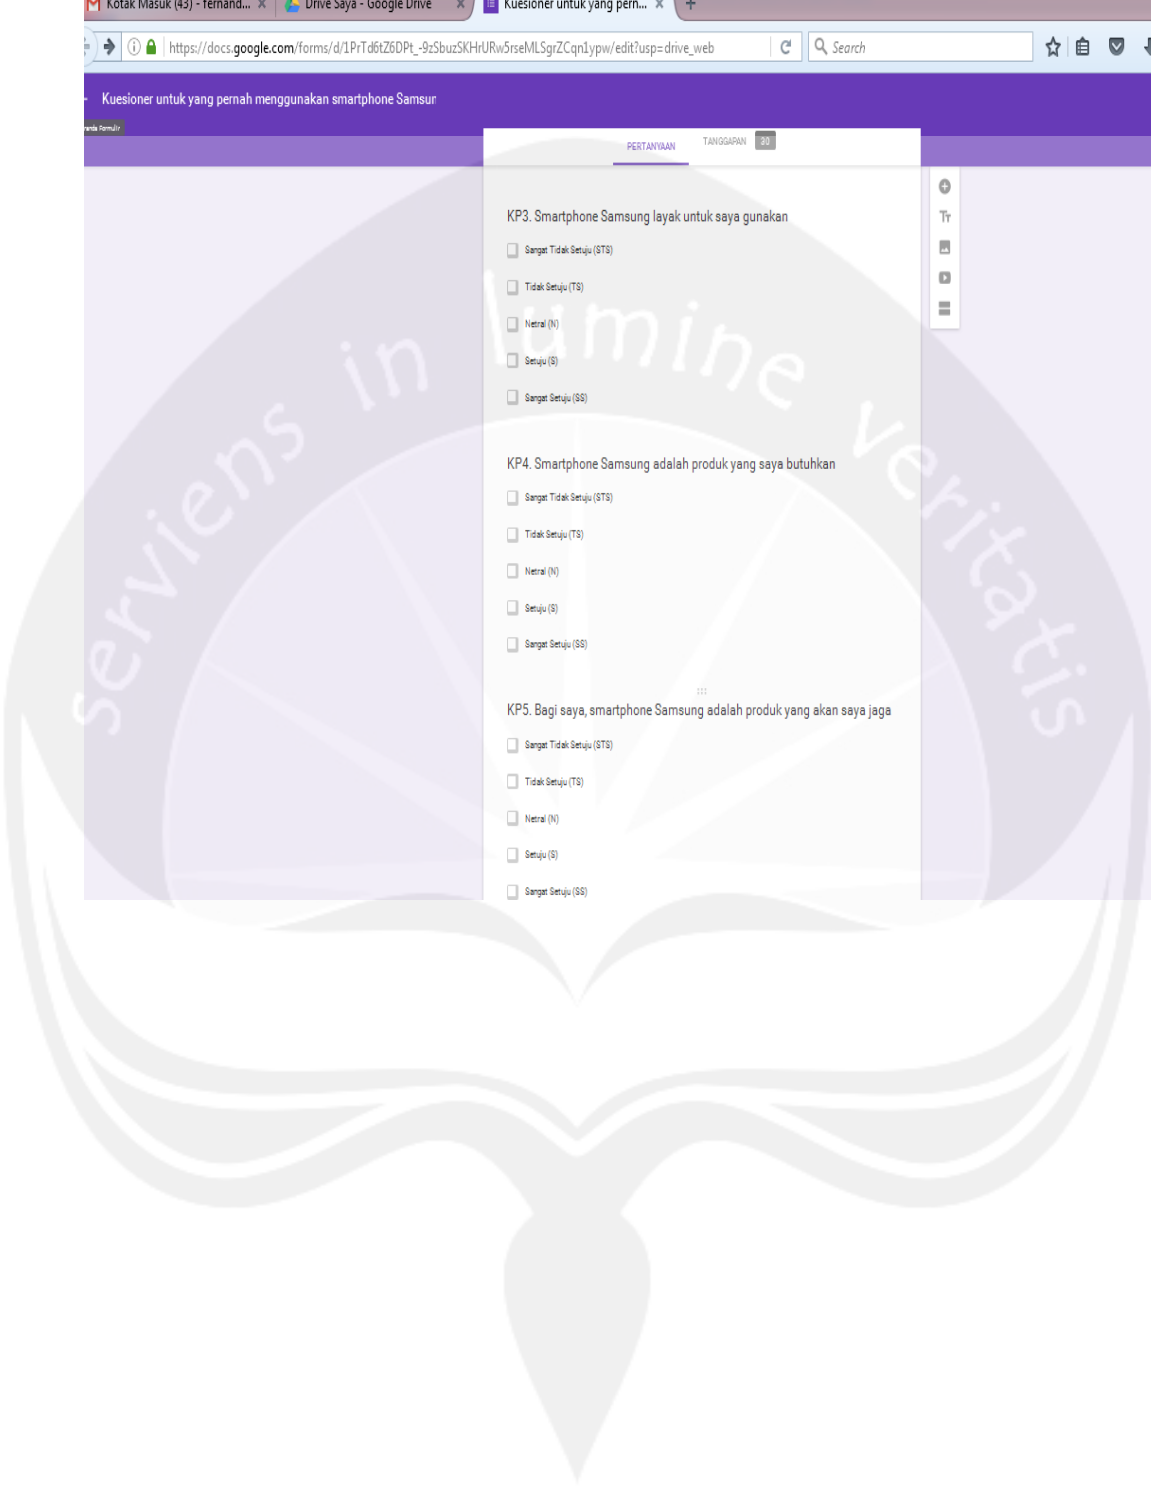 Kotak Masuk (43) - fernand... ×
Drive Saya - Google Drive ×
Kuesioner untuk yang pern... ×
https://docs.google.com/forms/d/1PrTd6tZ6DPt_-9zSbuzSKHrURw5rseMLSgrZCqn1ypw/edit?usp=drive_web
Search
Kuesioner untuk yang pernah menggunakan smartphone Samsur
PERTANYAAN TANGGAPAN 30
KP3. Smartphone Samsung layak untuk saya gunakan
Sangat Tidak Setuju (STS)
Tidak Setuju (TS)
Netral (N)
Setuju (S)
Sangat Setuju (SS)
KP4. Smartphone Samsung adalah produk yang saya butuhkan
Sangat Tidak Setuju (STS)
Tidak Setuju (TS)
Netral (N)
Setuju (S)
Sangat Setuju (SS)
KP5. Bagi saya, smartphone Samsung adalah produk yang akan saya jaga
Sangat Tidak Setuju (STS)
Tidak Setuju (TS)
Netral (N)
Setuju (S)
Sangat Setuju (SS)
serviens in lumine veritatis